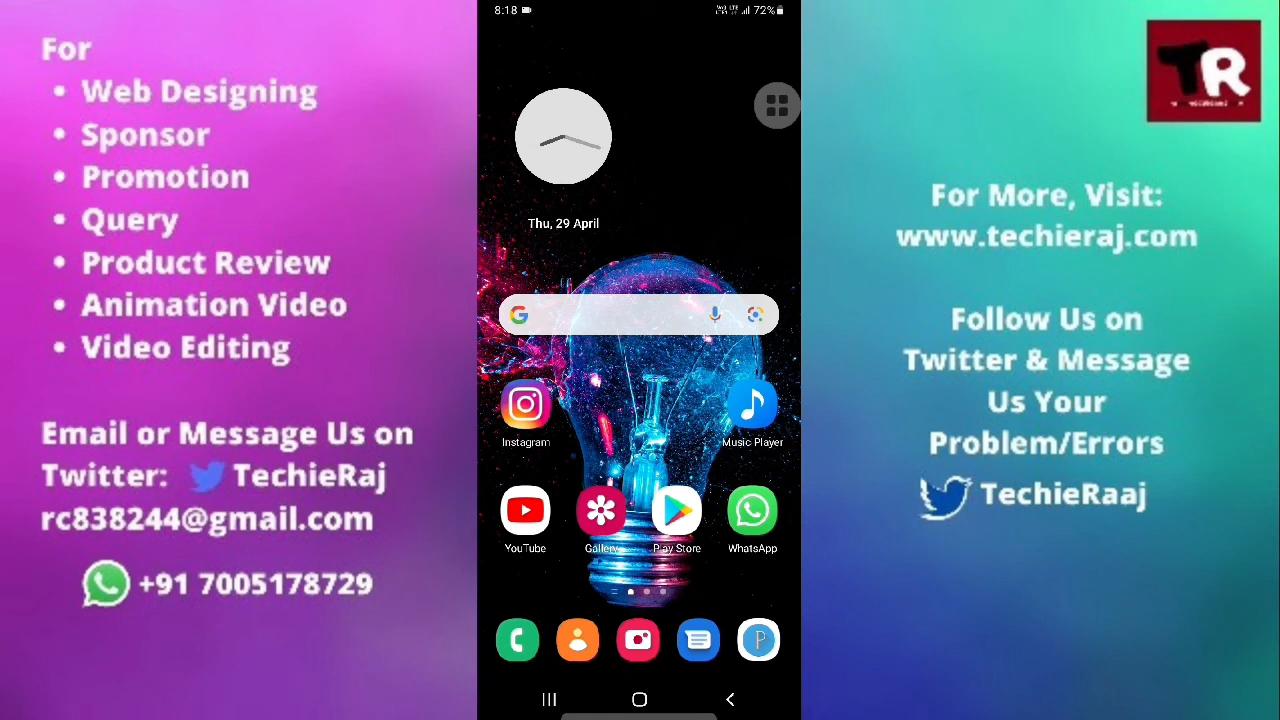 For
• Web Designing
• Sponsor
• Promotion
• Query
• Product Review
• Animation Video
• Video Editing
Email or Message Us on
Twitter: TechieRaj
rc838244@gmail.com
+91 7005178729
8:18
72%
Thu, 29 April
Instagram
Music Player
YouTube
Gallery
Play Store
WhatsApp
TR
For More, Visit:
www.techieraj.com
Follow Us on
Twitter & Message
Us Your
Problem/Errors
TechieRaaj